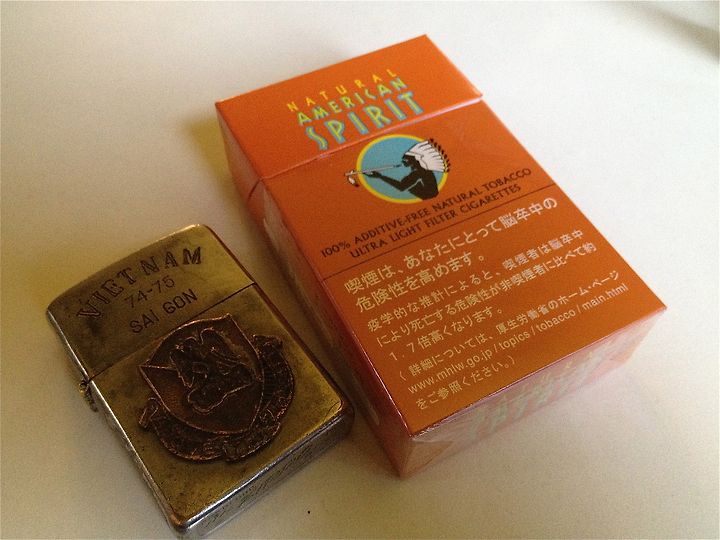 VIET NAM
74-75
SAI GON
NATURAL
AMERICAN
SPIRIT
100% ADDITIVE-FREE NATURAL TOBACCO
ULTRA LIGHT FILTER CIGARETTES
喫煙は、あなたにとって脳卒中の
危険性を高めます。
疫学的な推計によると、喫煙者は脳卒中
により死亡する危険性が非喫煙者に比べて約
1.7倍高くなります。
(詳細については、厚生労働省のホーム・ページ
www.mhlw.go.jp/topics/tobacco/main.html
をご参照ください。)